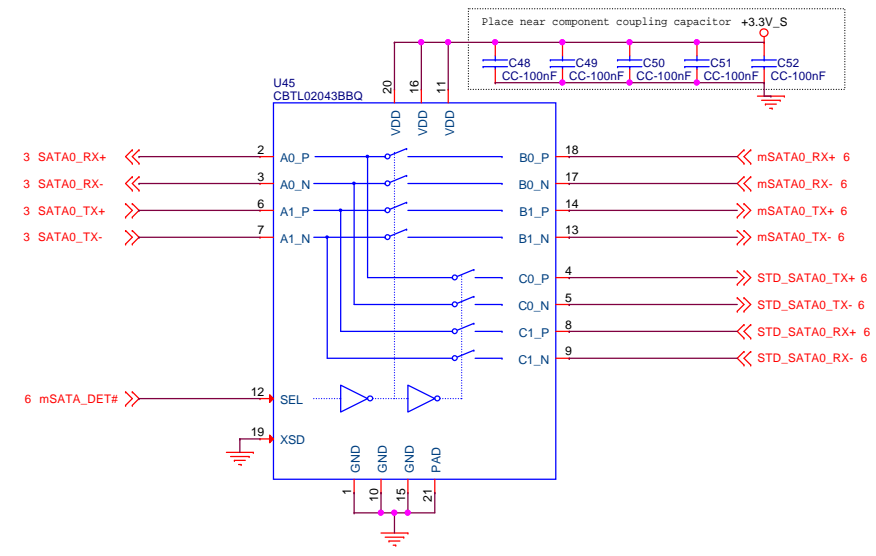 Place near component coupling capacitor +3.3V_S
C48 C49 C50 C51 C52
CC-100nF CC-100nF CC-100nF CC-100nF CC-100nF
U45
CBTL02043BBQ
20 16 11
VDD VDD VDD
3 SATA0_RX+ 2 A0_P B0_P 18 mSATA0_RX+ 6
3 SATA0_RX- 3 A0_N B0_N 17 mSATA0_RX- 6
3 SATA0_TX+ 6 A1_P B1_P 14 mSATA0_TX+ 6
3 SATA0_TX- 7 A1_N B1_N 13 mSATA0_TX- 6
C0_P 4 STD_SATA0_TX+ 6
C0_N 5 STD_SATA0_TX- 6
C1_P 8 STD_SATA0_RX+ 6
C1_N 9 STD_SATA0_RX- 6
6 mSATA_DET# 12 SEL
19 XSD
GND GND GND PAD
1 10 15 21